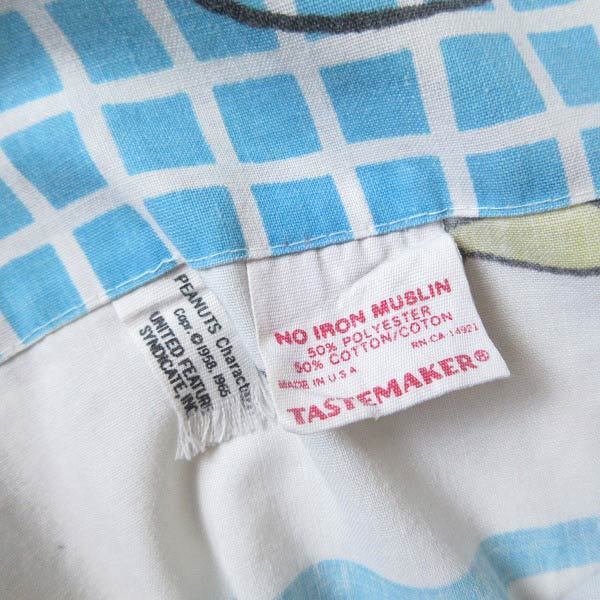 PEANUTS Charact
Copr © 1958, 1965
UNITED FEATURE
SYNDICATE, INC
NO IRON MUSLIN
50% POLYESTER
50% COTTON/COTON
MADE IN U.S.A RN-CA-14921
TASTEMAKER®